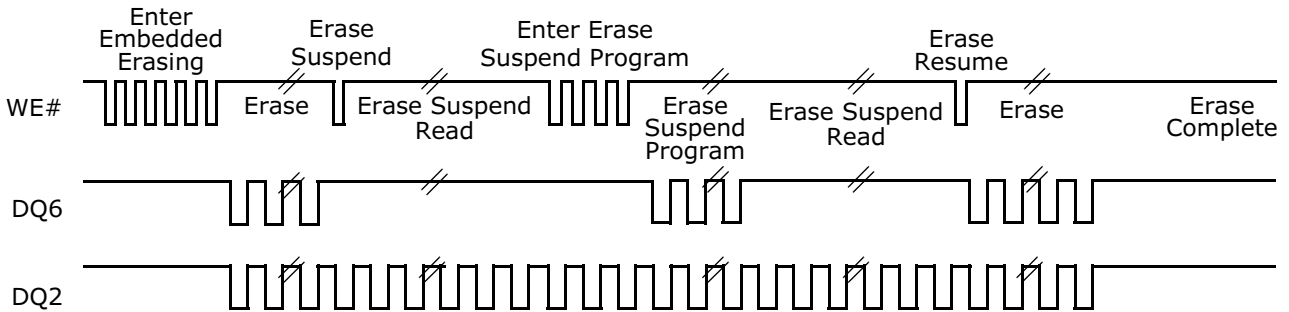 Enter
Embedded
Erasing
Erase
Suspend
Enter Erase
Suspend Program
Erase
Resume
WE#
Erase
Erase Suspend
Read
Erase
Suspend
Program
Erase Suspend
Read
Erase
Erase
Complete
DQ6
DQ2